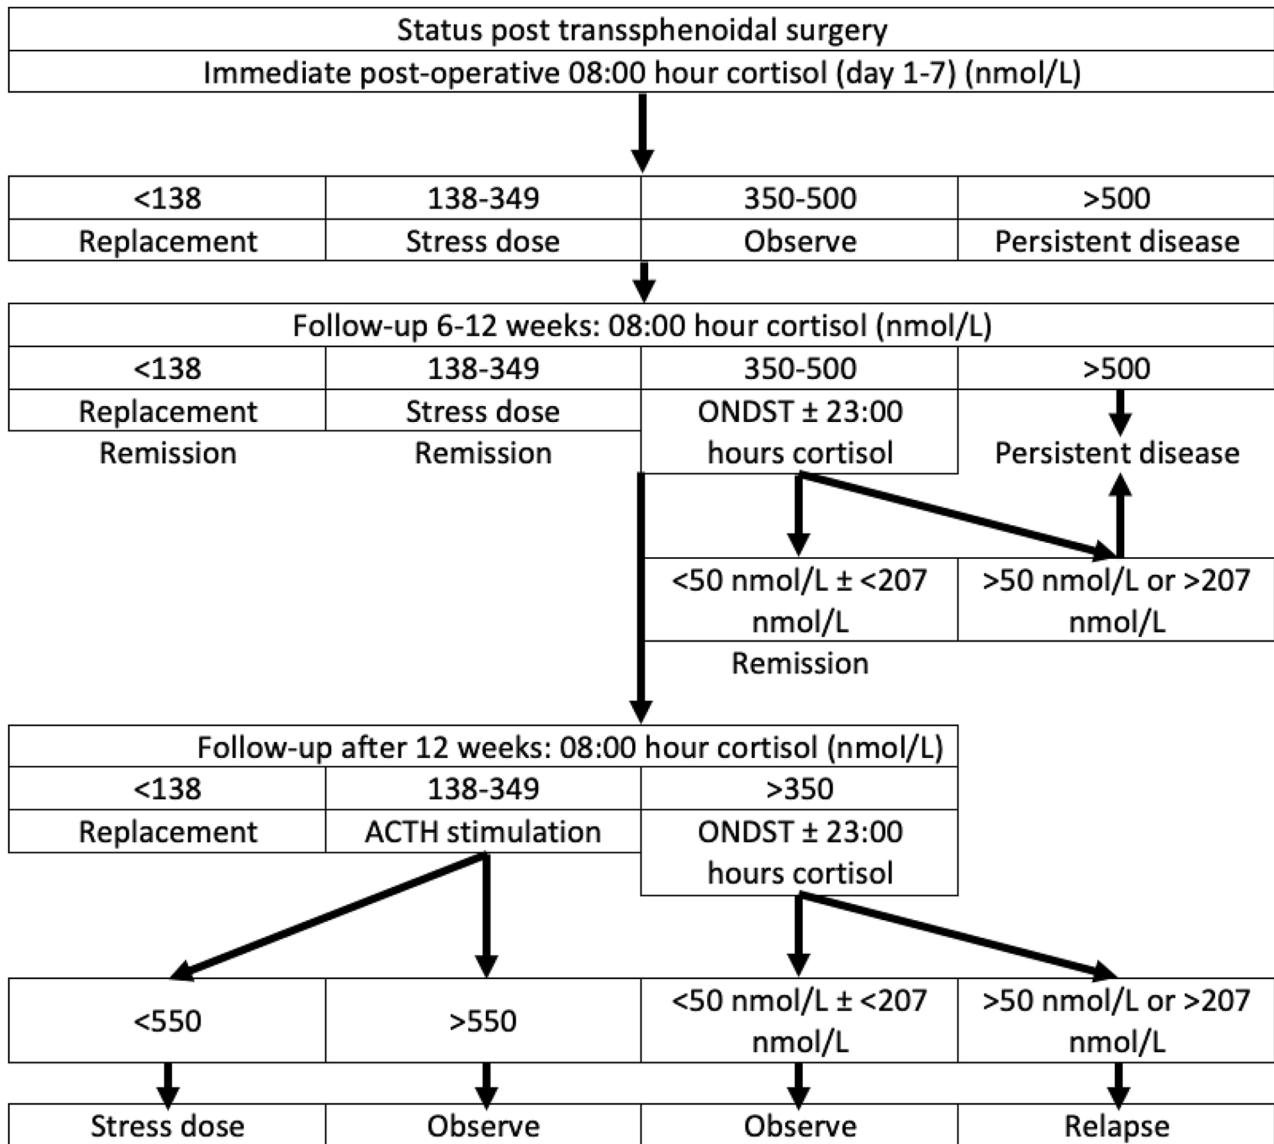 Status post transsphenoidal surgery
Immediate post-operative 08:00 hour cortisol (day 1-7) (nmol/L)
<138 138-349 350-500 >500
Replacement Stress dose Observe Persistent disease
Follow-up 6-12 weeks: 08:00 hour cortisol (nmol/L)
<138 138-349 350-500 >500
Replacement Stress dose ONDST ± 23:00
Remission Remission hours cortisol Persistent disease
<50 nmol/L ± <207 >50 nmol/L or >207
nmol/L nmol/L
Remission
Follow-up after 12 weeks: 08:00 hour cortisol (nmol/L)
<138 138-349 >350
Replacement ACTH stimulation ONDST ± 23:00
hours cortisol
<550 >550 <50 nmol/L ± <207 >50 nmol/L or >207
nmol/L nmol/L
Stress dose Observe Observe Relapse